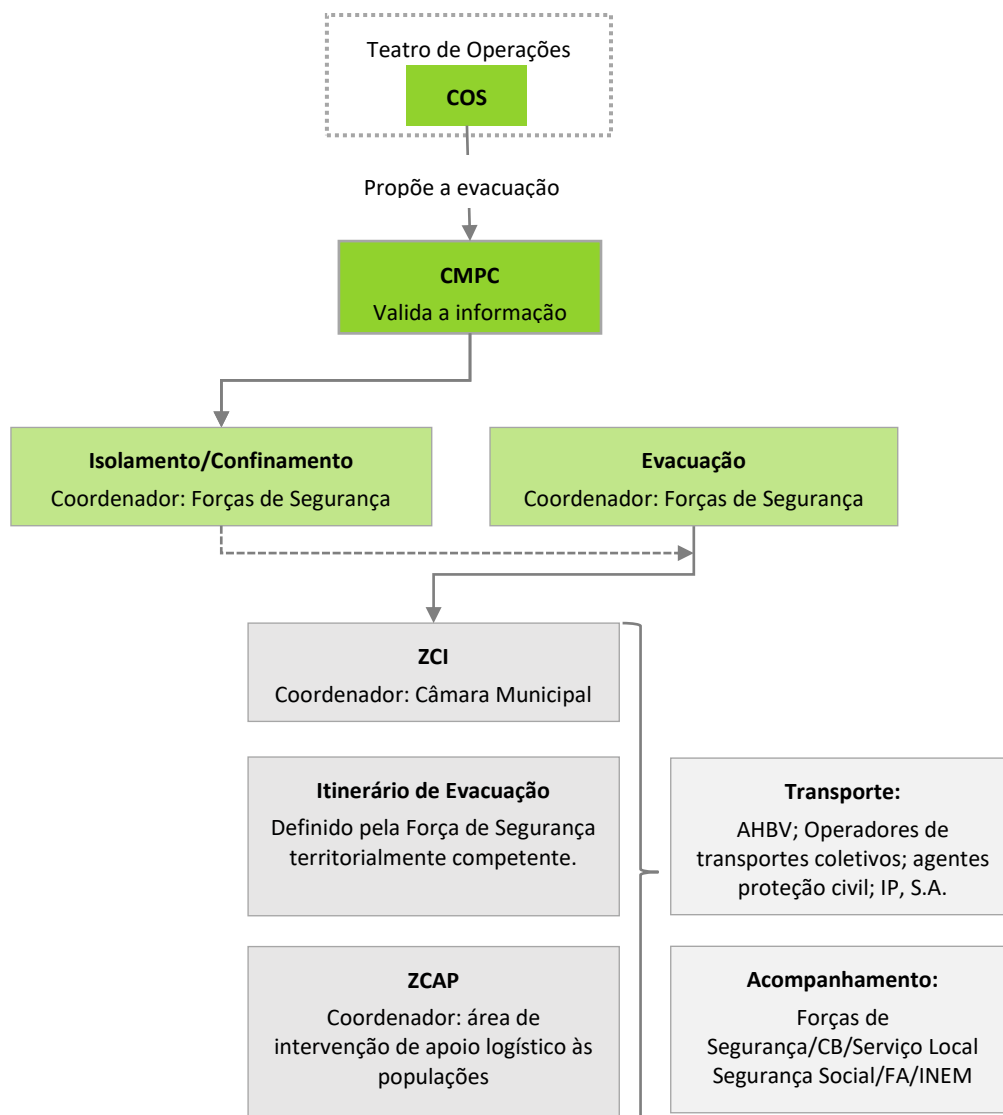 Teatro de Operações
COS
Propõe a evacuação
CMPC
Valida a informação
Isolamento/Confinamento
Coordenador: Forças de Segurança
Evacuação
Coordenador: Forças de Segurança
ZCI
Coordenador: Câmara Municipal
Itinerário de Evacuação
Definido pela Força de Segurança
territorialmente competente.
Transporte:
AHBV; Operadores de
transportes coletivos; agentes
proteção civil; IP, S.A.
ZCAP
Coordenador: área de
intervenção de apoio logístico às
populações
Acompanhamento:
Forças de
Segurança/CB/Serviço Local
Segurança Social/FA/INEM